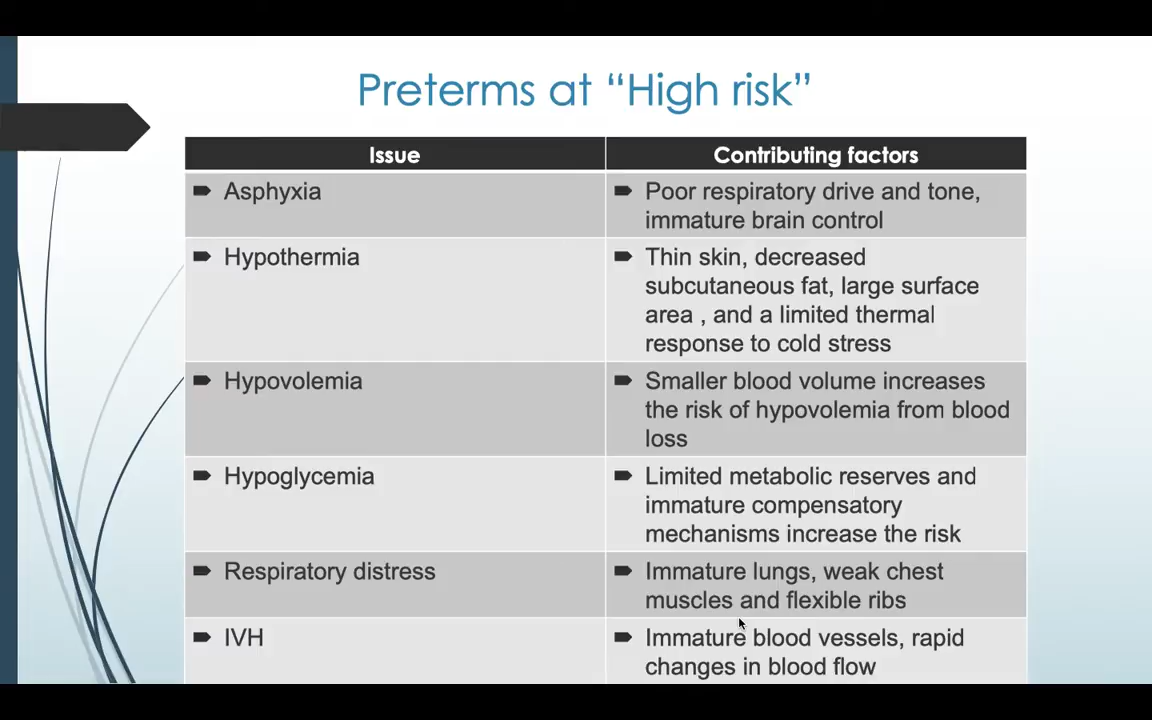 Preterms at “High risk”
Issue
Contributing factors
Asphyxia
Poor respiratory drive and tone,
immature brain control
Hypothermia
Thin skin, decreased
subcutaneous fat, large surface
area , and a limited thermal
response to cold stress
Hypovolemia
Smaller blood volume increases
the risk of hypovolemia from blood
loss
Hypoglycemia
Limited metabolic reserves and
immature compensatory
mechanisms increase the risk
Respiratory distress
Immature lungs, weak chest
muscles and flexible ribs
IVH
Immature blood vessels, rapid
changes in blood flow